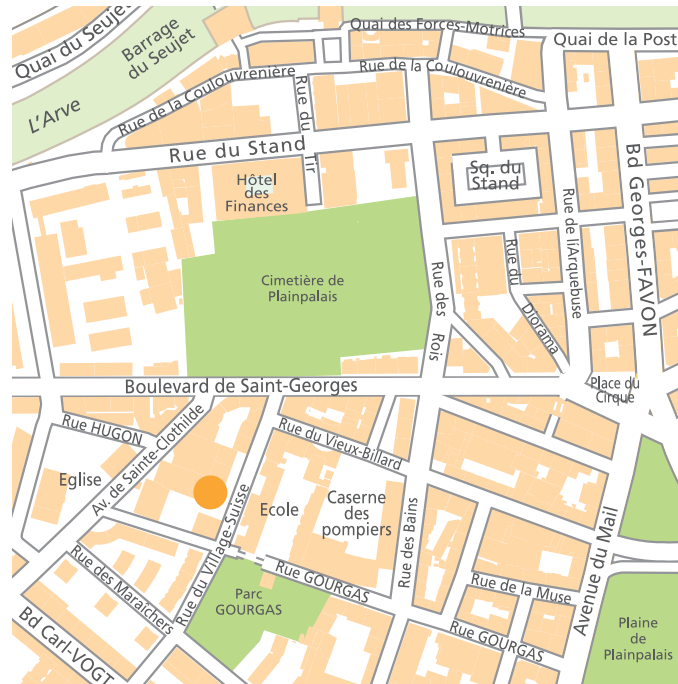 Quai du Seujet
Barrage
du Seujet
L'Arve
Quai des Forces-Motrices
Quai de la Post
Rue de la Coulouvrenière
Rue de la Coulouvrenière
Rue du Tir
Rue du Stand
Hôtel
des
Finances
Sq. du
Stand
Bd Georges-FAVON
Rue de líArquebuse
Cimetière de
Plainpalais
Rue des Rois
Rue du Diorama
Boulevard de Saint-Georges
Place du
Cirque
Rue HUGON
Av. de Sainte-Clothilde
Rue du Vieux-Billard
Eglise
Ecole
Caserne
des
pompiers
Rue du Village-Suisse
Rue des Bains
Avenue du Mail
Rue des Maraîchers
Parc
GOURGAS
Rue GOURGAS
Rue de la Muse
Rue GOURGAS
Bd Carl-VOGT
Plaine
de
Plainpalais